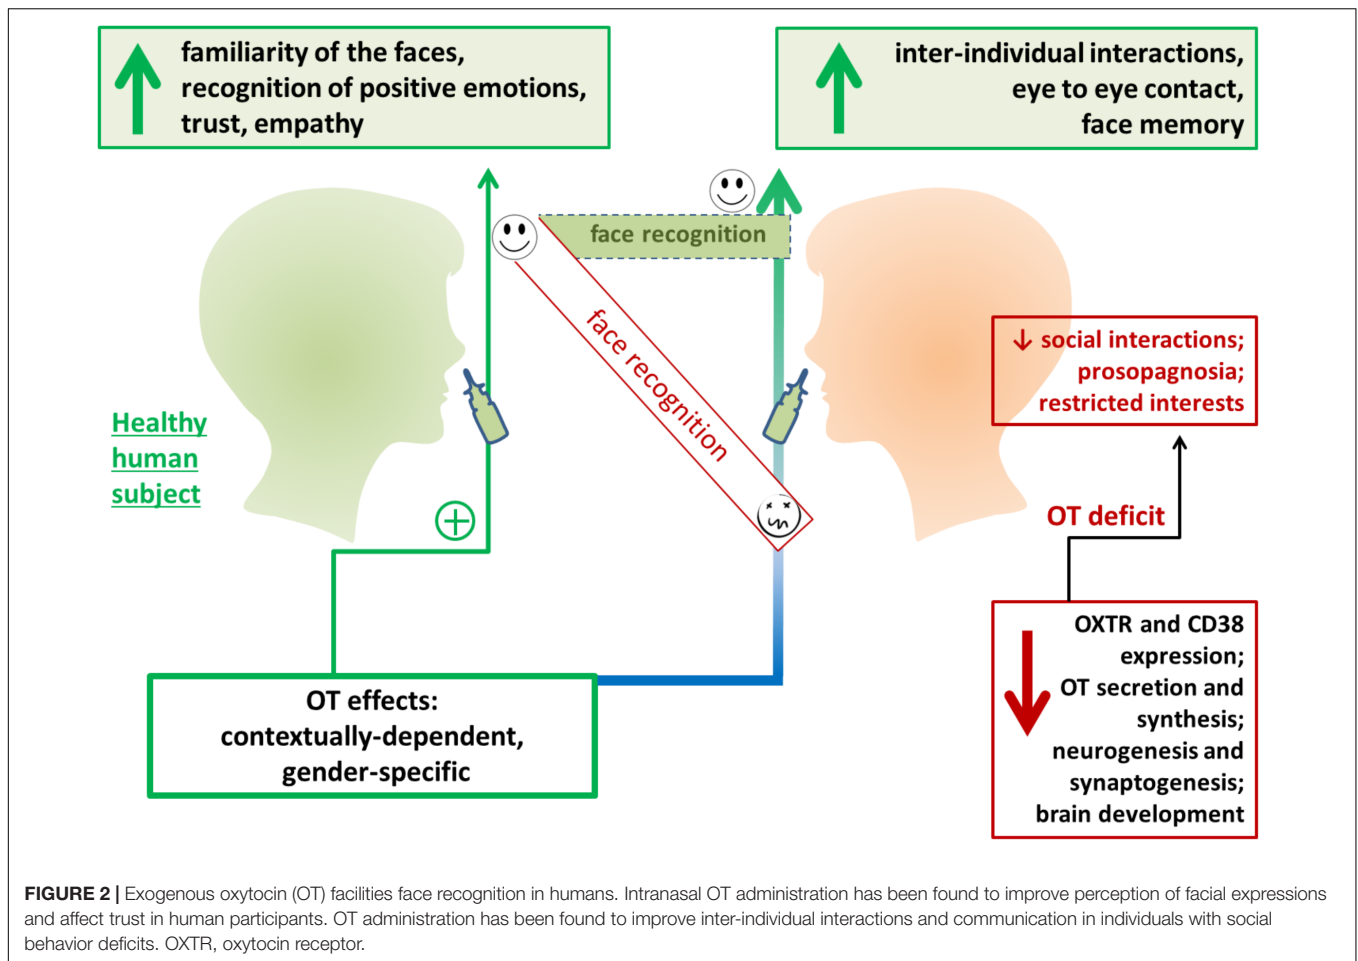 familiarity of the faces,
recognition of positive emotions,
trust, empathy
inter-individual interactions,
eye to eye contact,
face memory
face recognition
face recognition
↓ social interactions;
prosopagnosia;
restricted interests
Healthy
human
subject
OT deficit
OXTR and CD38
expression;
OT secretion and
synthesis;
neurogenesis and
synaptogenesis;
brain development
OT effects:
contextually-dependent,
gender-specific
FIGURE 2 | Exogenous oxytocin (OT) facilities face recognition in humans. Intranasal OT administration has been found to improve perception of facial expressions
and affect trust in human participants. OT administration has been found to improve inter-individual interactions and communication in individuals with social
behavior deficits. OXTR, oxytocin receptor.